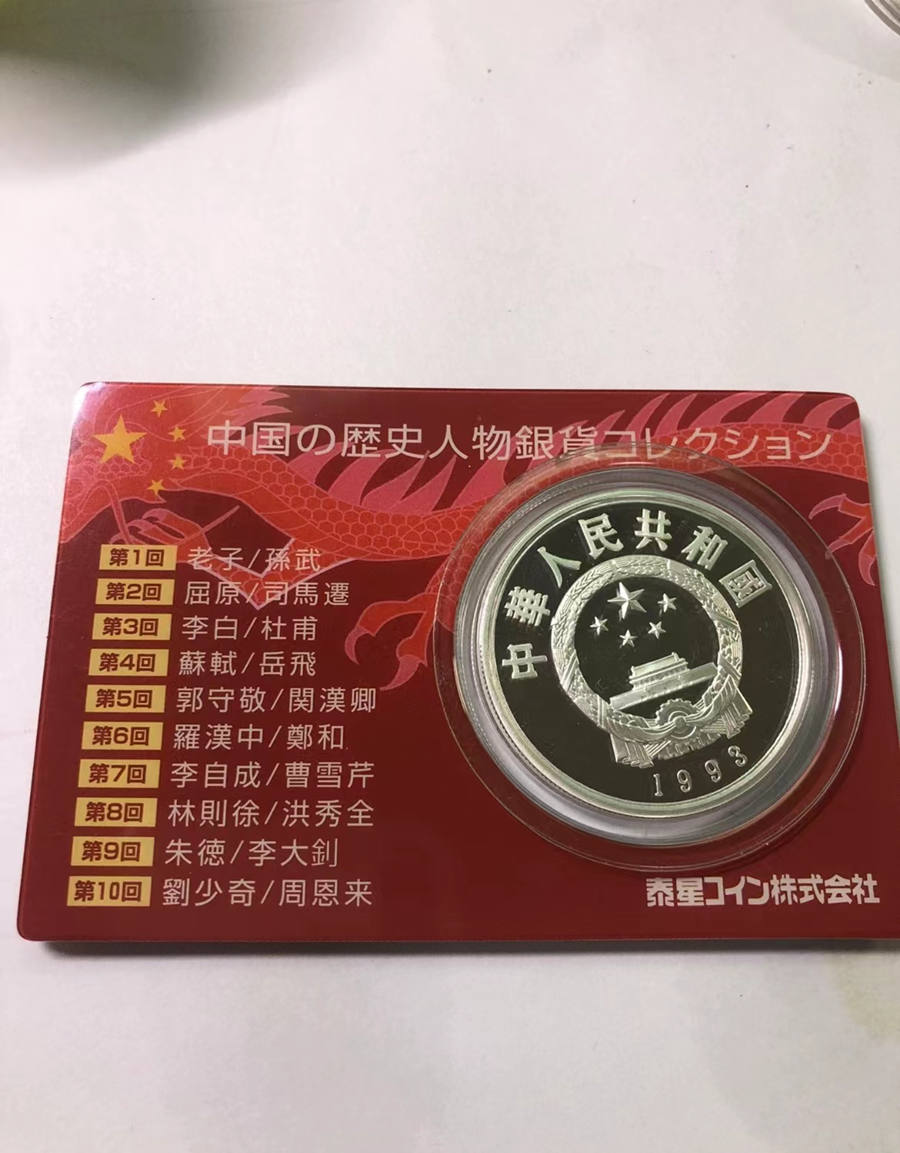 中国の歴史人物銀貨コレクション
第1回 老子/孫武
第2回 屈原/司馬遷
第3回 李白/杜甫
第4回 蘇軾/岳飛
第5回 郭守敬/関漢卿
第6回 羅漢中/鄭和
第7回 李自成/曹雪芹
第8回 林則徐/洪秀全
第9回 朱徳/李大釗
第10回 劉少奇/周恩来
中華人民共和國
1993
泰星コイン株式会社